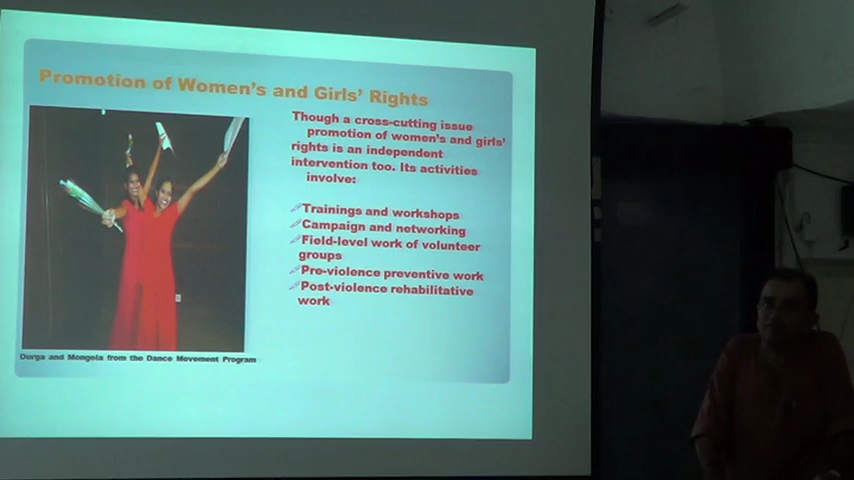 Promotion of Women's and Girls' Rights
Though a cross-cutting issue
promotion of women's and girls'
rights is an independent
intervention too. Its activities
involve:
Trainings and workshops
Campaign and networking
Field-level work of volunteer
groups
Pre-violence preventive work
Post-violence rehabilitative
work
Durga and Mongola from the Dance Movement Program